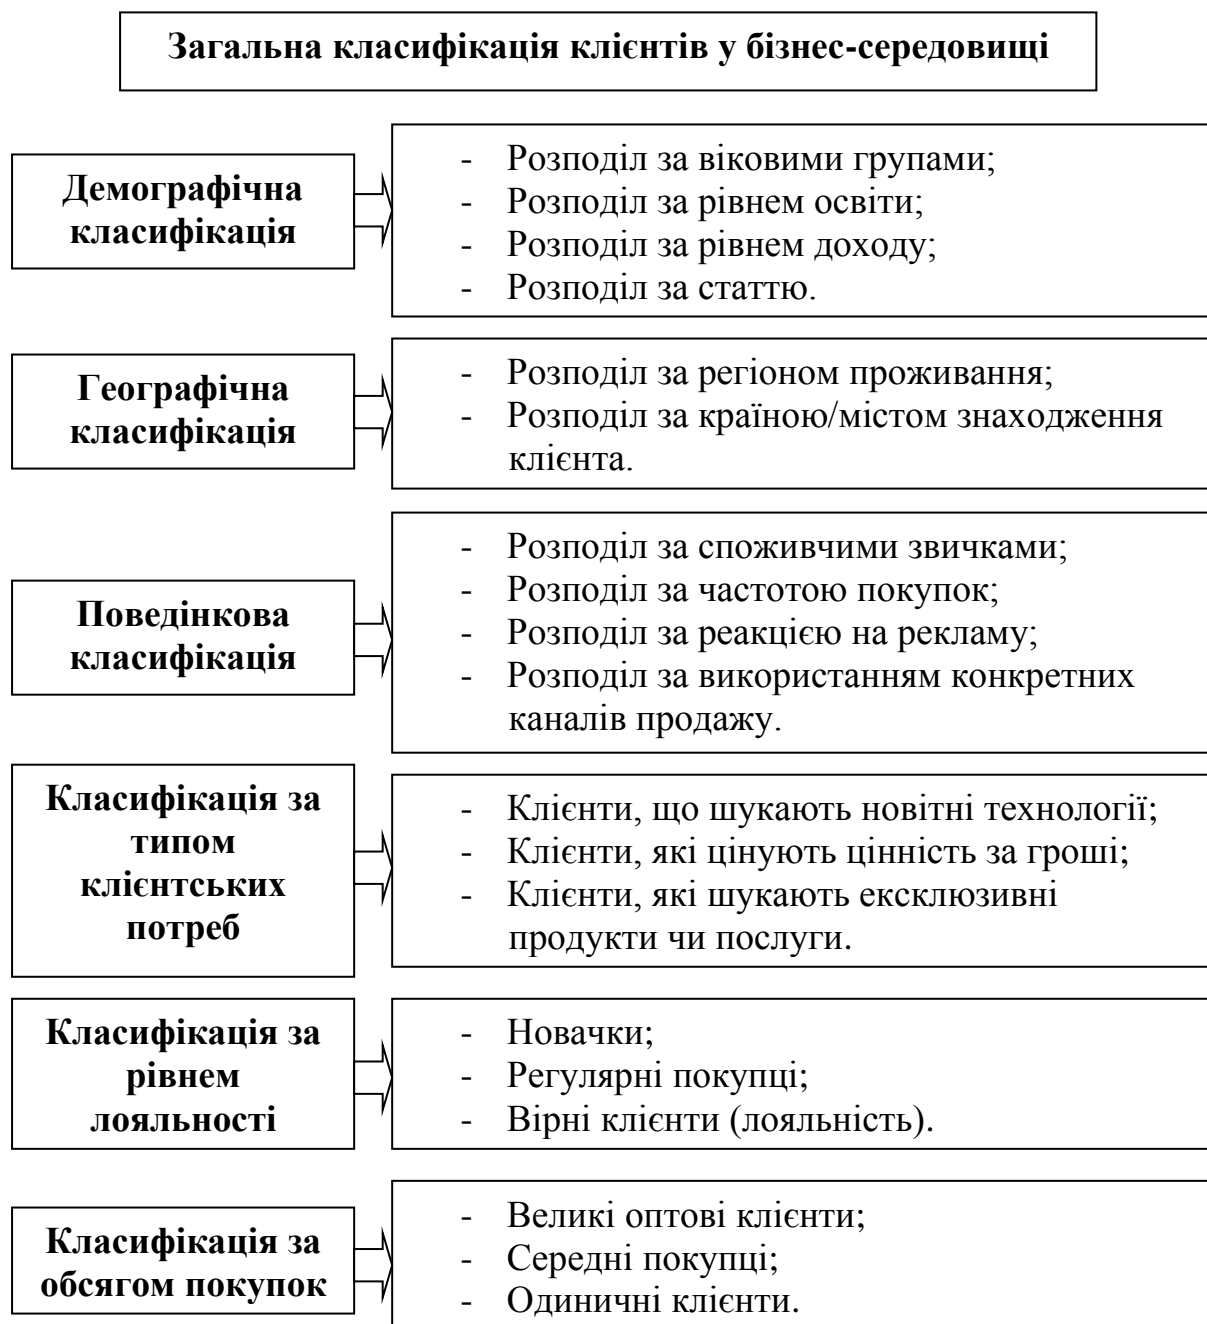 Загальна класифікація клієнтів у бізнес-середовищі
Демографічна
класифікація
- Розподіл за віковими групами;
- Розподіл за рівнем освіти;
- Розподіл за рівнем доходу;
- Розподіл за статтю.
Географічна
класифікація
- Розподіл за регіоном проживання;
- Розподіл за країною/містом знаходження
клієнта.
Поведінкова
класифікація
- Розподіл за споживчими звичками;
- Розподіл за частотою покупок;
- Розподіл за реакцією на рекламу;
- Розподіл за використанням конкретних
каналів продажу.
Класифікація за
типом
клієнтських
потреб
- Клієнти, що шукають новітні технології;
- Клієнти, які цінують цінність за гроші;
- Клієнти, які шукають ексклюзивні
продукти чи послуги.
Класифікація за
рівнем
лояльності
- Новачки;
- Регулярні покупці;
- Вірні клієнти (лояльність).
Класифікація за
обсягом покупок
- Великі оптові клієнти;
- Середні покупці;
- Одиничні клієнти.